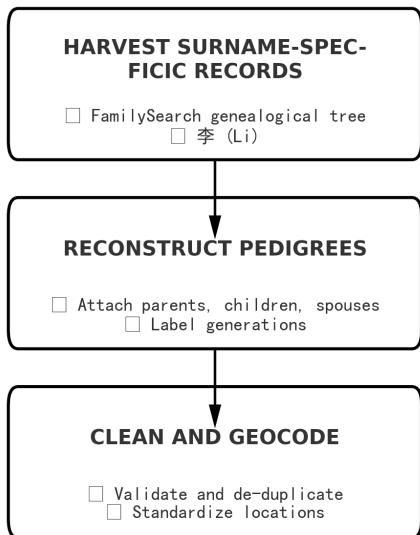 HARVEST SURNAME-SPEC-
FICIC RECORDS
□ FamilySearch genealogical tree
□ 李 (Li)
RECONSTRUCT PEDIGREES
□ Attach parents, children, spouses
□ Label generations
CLEAN AND GEOCODE
□ Validate and de-duplicate
□ Standardize locations